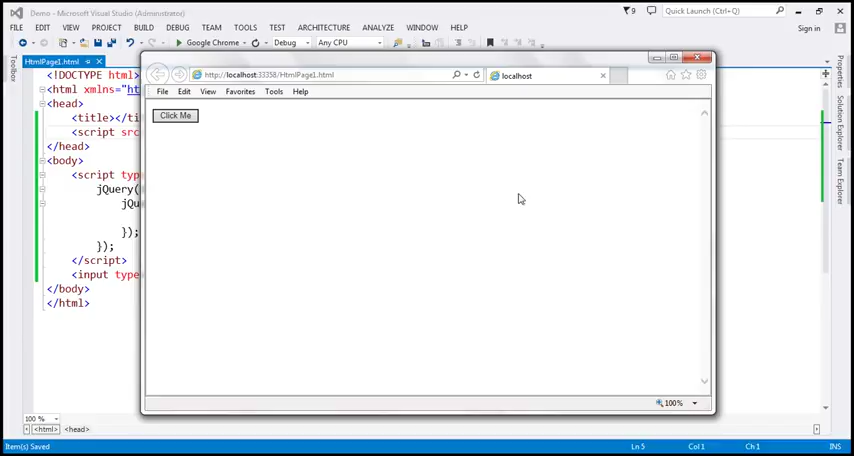 Demo - Microsoft Visual Studio (Administrator)
9
Quick Launch (Ctrl+Q)
FILE EDIT VIEW PROJECT BUILD DEBUG TEAM TOOLS TEST ARCHITECTURE ANALYZE WINDOW HELP
Sign in
Google Chrome Debug Any CPU
HtmlPage1.html
Toolbox
<!DOCTYPE html>
<html xmlns="ht
<head>
<title></ti
<script src
</head>
<body>
<script typ
jQuery(
jQu
});
});
</script>
<input type
</body>
</html>
http://localhost:33358/HtmlPage1.html
localhost
File Edit View Favorites Tools Help
Click Me
100%
Properties
Solution Explorer
Team Explorer
100 %
<html> <head>
Item(s) Saved
Ln 5 Col 1 Ch 1 INS